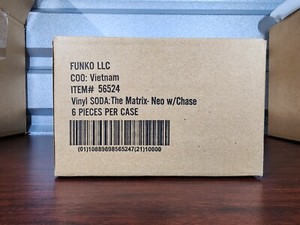 FUNKO LLC
COD: Vietnam
ITEM# 56524
Vinyl SODA:The Matrix- Neo w/Chase
6 PIECES PER CASE
(01)10889698565247(21)10000